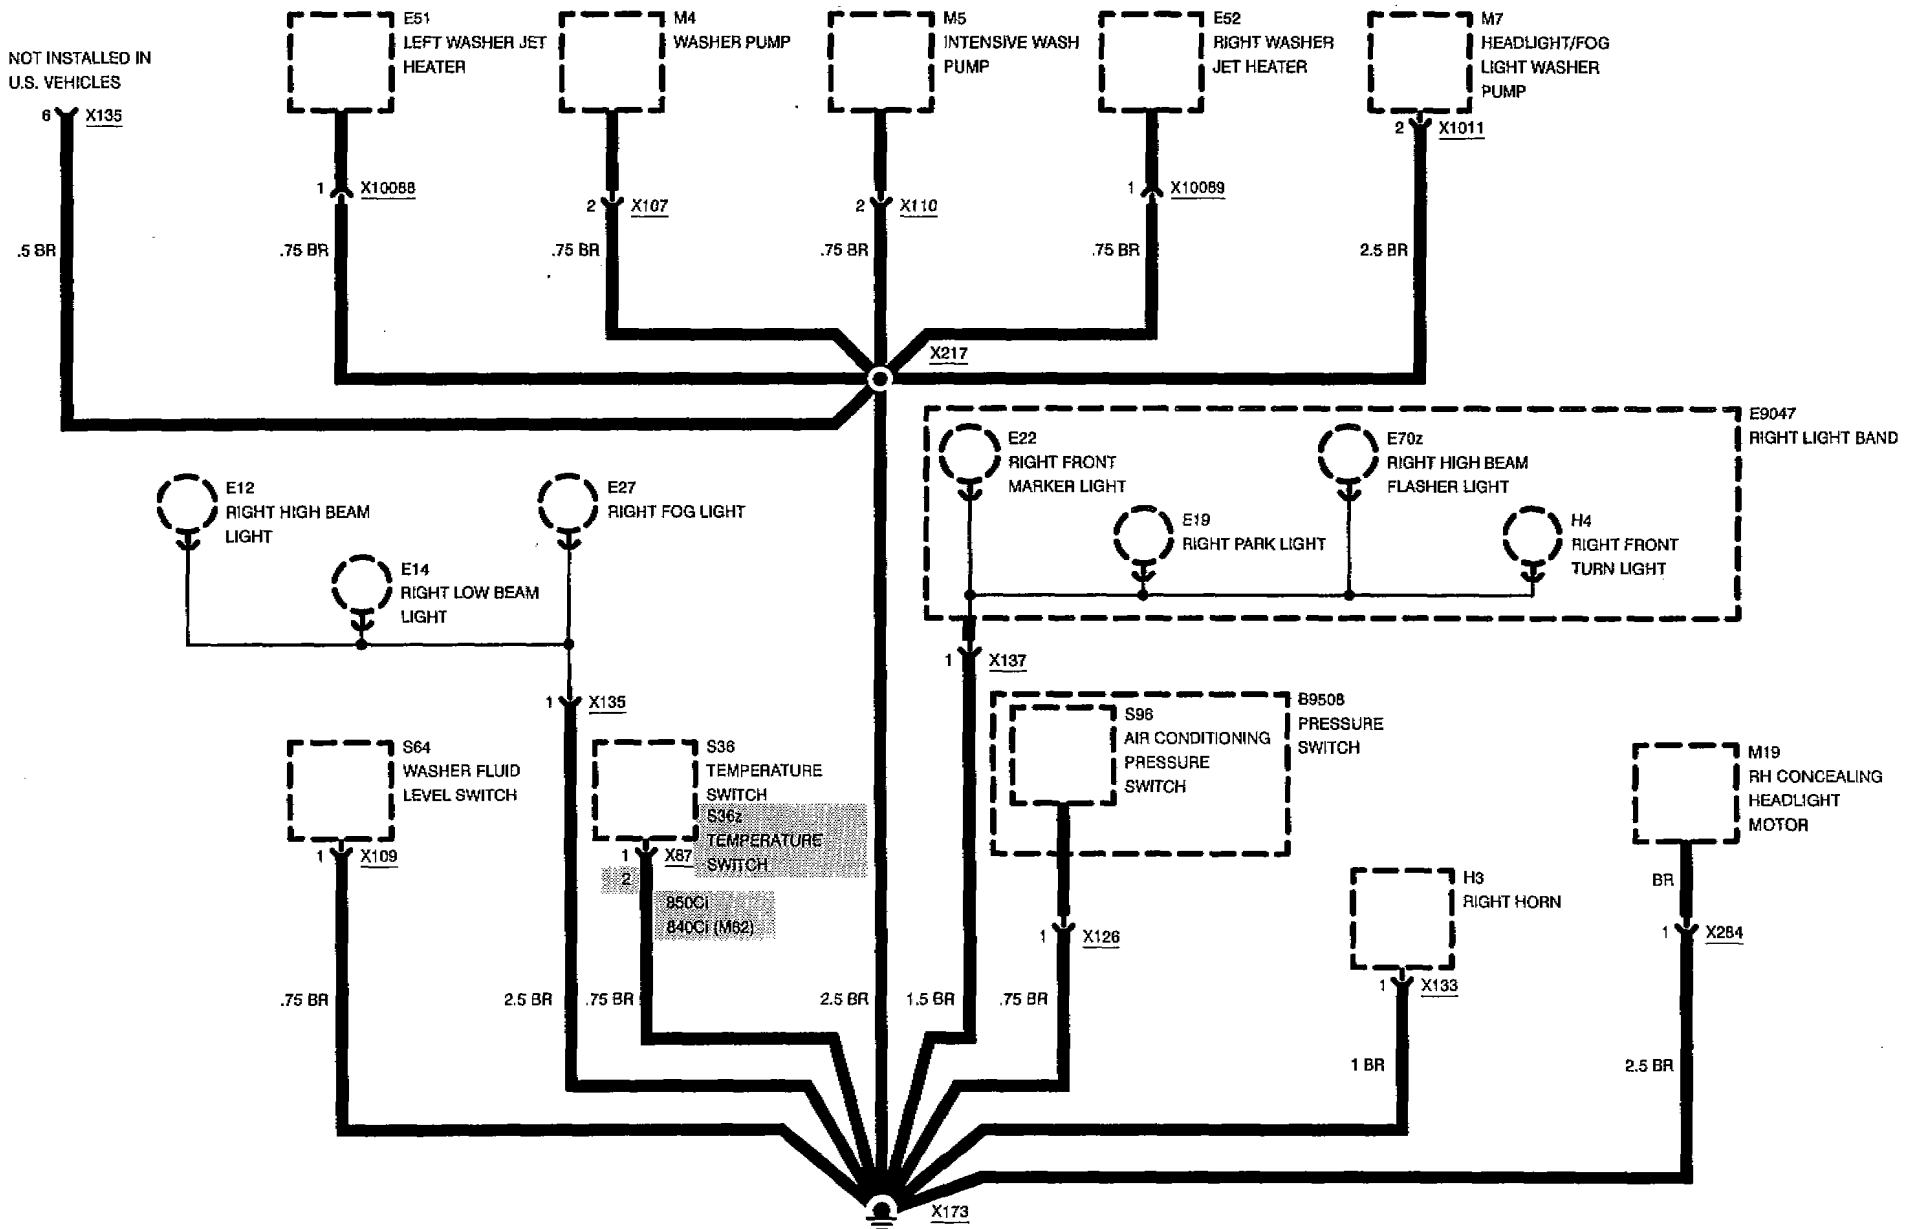 NOT INSTALLED IN
U.S. VEHICLES
6 X135
.5 BR
E51
LEFT WASHER JET
HEATER
1 X10088
.75 BR
M4
WASHER PUMP
2 X107
.75 BR
M5
INTENSIVE WASH
PUMP
2 X110
.75 BR
E52
RIGHT WASHER
JET HEATER
1 X10089
.75 BR
M7
HEADLIGHT/FOG
LIGHT WASHER
PUMP
2 X1011
2.5 BR
X217
E12
RIGHT HIGH BEAM
LIGHT
E14
RIGHT LOW BEAM
LIGHT
E27
RIGHT FOG LIGHT
1 X135
2.5 BR
E9047
RIGHT LIGHT BAND
E22
RIGHT FRONT
MARKER LIGHT
E19
RIGHT PARK LIGHT
E70z
RIGHT HIGH BEAM
FLASHER LIGHT
H4
RIGHT FRONT
TURN LIGHT
1 X137
1.5 BR
S64
WASHER FLUID
LEVEL SWITCH
1 X109
.75 BR
S36
TEMPERATURE
SWITCH
S36z
TEMPERATURE
SWITCH
1 X87
2
850Ci
840Ci (M62)
.75 BR
2.5 BR
B9508
PRESSURE
SWITCH
S96
AIR CONDITIONING
PRESSURE
SWITCH
1 X126
.75 BR
H3
RIGHT HORN
1 X133
1 BR
M19
RH CONCEALING
HEADLIGHT
MOTOR
BR
1 X284
2.5 BR
X173